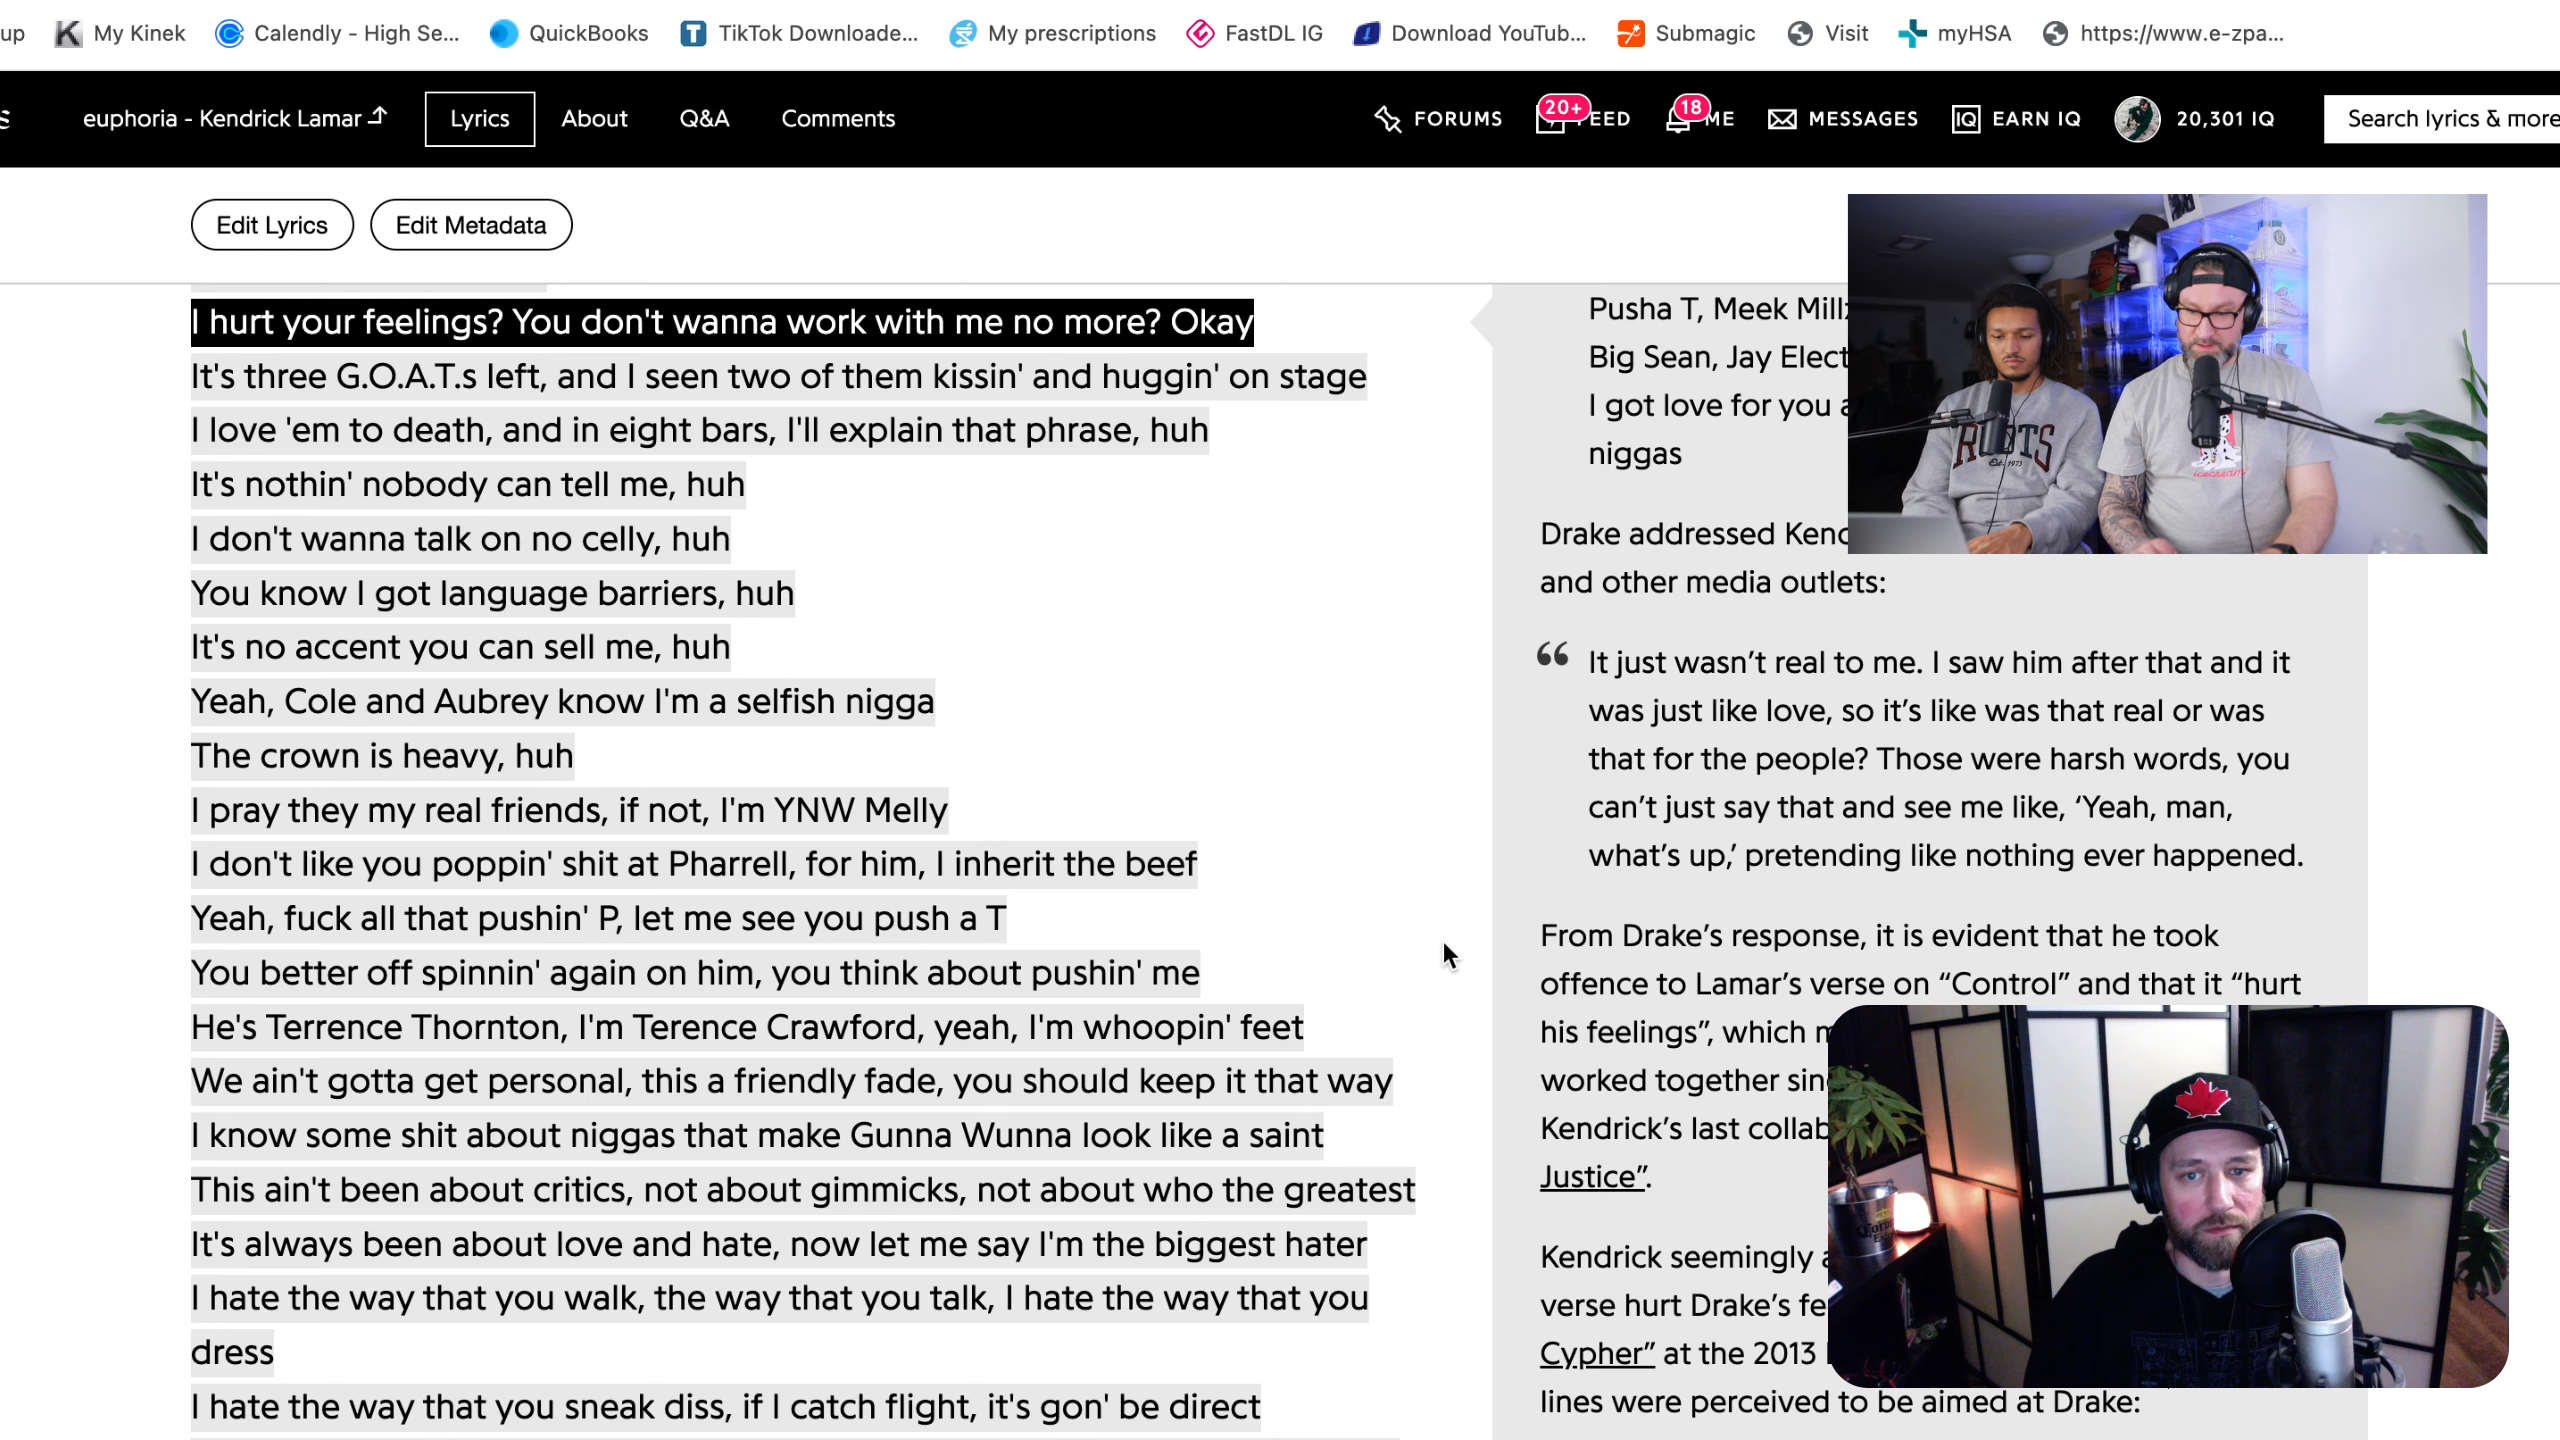 up My Kinek Calendly - High Se... QuickBooks TikTok Downloade... My prescriptions FastDL IG Download YouTub... Submagic Visit myHSA https://www.e-zpa...
s euphoria - Kendrick Lamar Lyrics About Q&A Comments FORUMS 20+ FEED 18 ME MESSAGES IQ EARN IQ 20,301 IQ Search lyrics & more
Edit Lyrics Edit Metadata
I hurt your feelings? You don't wanna work with me no more? Okay
It's three G.O.A.T.s left, and I seen two of them kissin' and huggin' on stage
I love 'em to death, and in eight bars, I'll explain that phrase, huh
It's nothin' nobody can tell me, huh
I don't wanna talk on no celly, huh
You know I got language barriers, huh
It's no accent you can sell me, huh
Yeah, Cole and Aubrey know I'm a selfish nigga
The crown is heavy, huh
I pray they my real friends, if not, I'm YNW Melly
I don't like you poppin' shit at Pharrell, for him, I inherit the beef
Yeah, fuck all that pushin' P, let me see you push a T
You better off spinnin' again on him, you think about pushin' me
He's Terrence Thornton, I'm Terence Crawford, yeah, I'm whoopin' feet
We ain't gotta get personal, this a friendly fade, you should keep it that way
I know some shit about niggas that make Gunna Wunna look like a saint
This ain't been about critics, not about gimmicks, not about who the greatest
It's always been about love and hate, now let me say I'm the biggest hater
I hate the way that you walk, the way that you talk, I hate the way that you
dress
I hate the way that you sneak diss, if I catch flight, it's gon' be direct
Pusha T, Meek Millz
Big Sean, Jay Elect
I got love for you a
niggas
Drake addressed Kend
and other media outlets:
“ It just wasn’t real to me. I saw him after that and it
was just like love, so it’s like was that real or was
that for the people? Those were harsh words, you
can’t just say that and see me like, ‘Yeah, man,
what’s up,’ pretending like nothing ever happened.
From Drake’s response, it is evident that he took
offence to Lamar’s verse on “Control” and that it “hurt
his feelings”, which m
worked together sinc
Kendrick’s last collab
Justice”.
Kendrick seemingly a
verse hurt Drake’s fe
Cypher” at the 2013
lines were perceived to be aimed at Drake:
ROOTS
Est. 1973
icecream
Corona
Extra